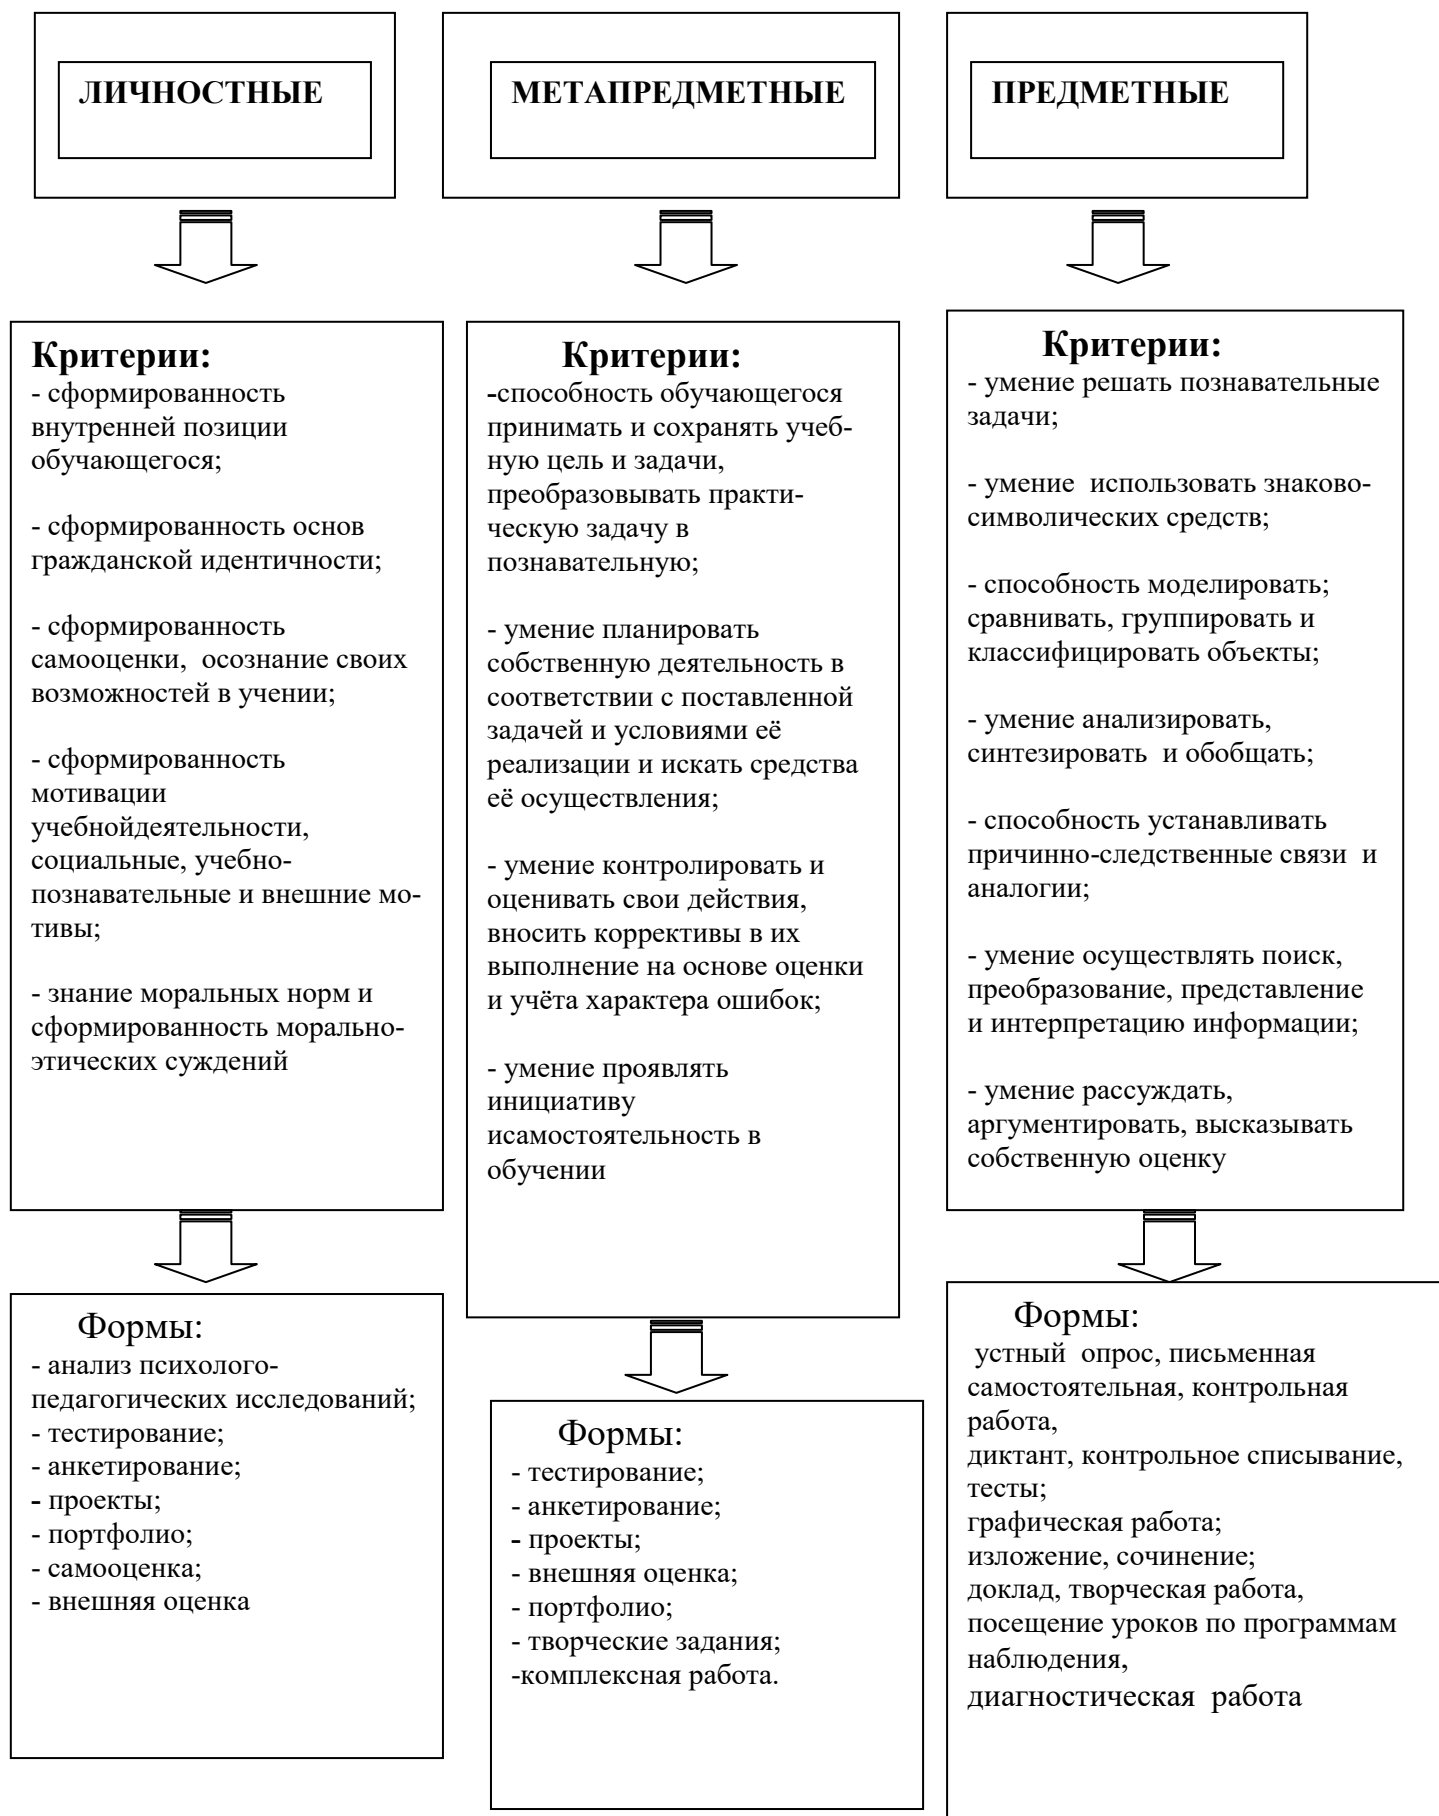 ЛИЧНОСТНЫЕ
МЕТАПРЕДМЕТНЫЕ
ПРЕДМЕТНЫЕ
Критерии:
- сформированность
внутренней позиции
обучающегося;
- сформированность основ
гражданской идентичности;
- сформированность
самооценки,  осознание своих
возможностей в учении;
- сформированность
мотивации
учебнойдеятельности,
социальные, учебно-
познавательные и внешние мо-
тивы;
- знание моральных норм и
сформированность морально-
этических суждений
Критерии:
-способность обучающегося
принимать и сохранять учеб-
ную цель и задачи,
преобразовывать практи-
ческую задачу в
познавательную;
- умение планировать
собственную деятельность в
соответствии с поставленной
задачей и условиями её
реализации и искать средства
её осуществления;
- умение контролировать и
оценивать свои действия,
вносить коррективы в их
выполнение на основе оценки
и учёта характера ошибок;
- умение проявлять
инициативу
исамостоятельность в
обучении
Критерии:
- умение решать познавательные
задачи;
- умение  использовать знаково-
символических средств;
- способность моделировать;
сравнивать, группировать и
классифицировать объекты;
- умение анализировать,
синтезировать  и обобщать;
- способность устанавливать
причинно-следственные связи  и
аналогии;
- умение осуществлять поиск,
преобразование, представление
и интерпретацию информации;
- умение рассуждать,
аргументировать, высказывать
собственную оценку
Формы:
- анализ психолого-
педагогических исследований;
- тестирование;
- анкетирование;
- проекты;
- портфолио;
- самооценка;
- внешняя оценка
Формы:
- тестирование;
- анкетирование;
- проекты;
- внешняя оценка;
- портфолио;
- творческие задания;
-комплексная работа.
Формы:
устный  опрос, письменная
самостоятельная, контрольная
работа,
диктант, контрольное списывание,
тесты;
графическая работа;
изложение, сочинение;
доклад, творческая работа,
посещение уроков по программам
наблюдения,
диагностическая  работа